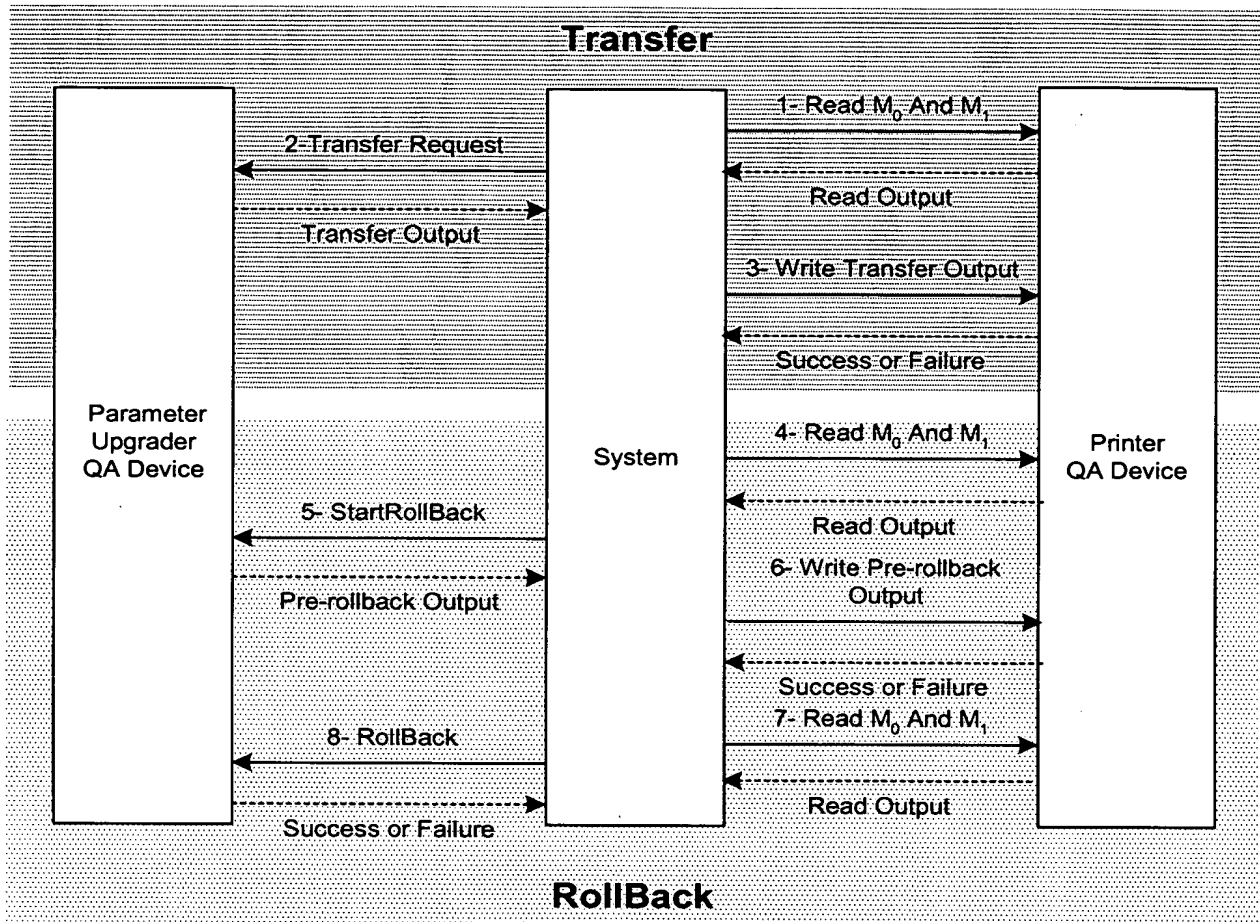 Transfer
1- Read M₀ And M₁
2-Transfer Request
Read Output
Transfer Output
3- Write Transfer Output
Success or Failure
Parameter
Upgrader
QA Device
System
Printer
QA Device
4- Read M₀ And M₁
5- StartRollBack
Read Output
6- Write Pre-rollback
Output
Pre-rollback Output
Success or Failure
7- Read M₀ And M₁
8- RollBack
Read Output
Success or Failure
RollBack